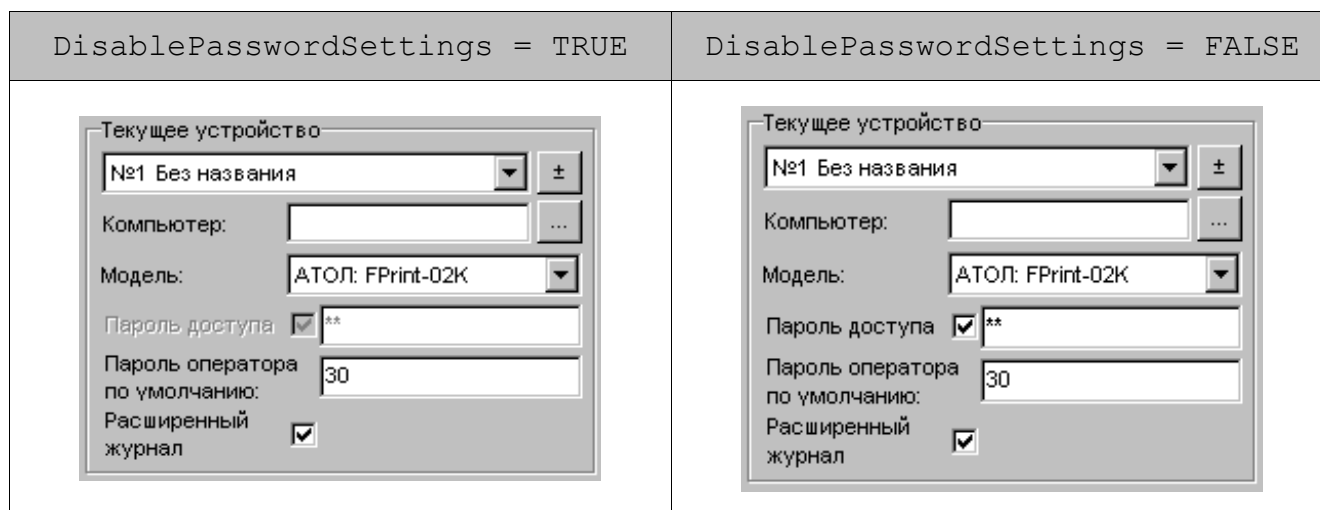 DisablePasswordSettings = TRUE
DisablePasswordSettings = FALSE
Текущее устройство
№1 Без названия
±
Компьютер:
...
Модель: АТОЛ: FPrint-02K
Пароль доступа **
Пароль оператора
по умолчанию:
30
Расширенный
журнал
Текущее устройство
№1 Без названия
±
Компьютер:
...
Модель: АТОЛ: FPrint-02K
Пароль доступа **
Пароль оператора
по умолчанию:
30
Расширенный
журнал